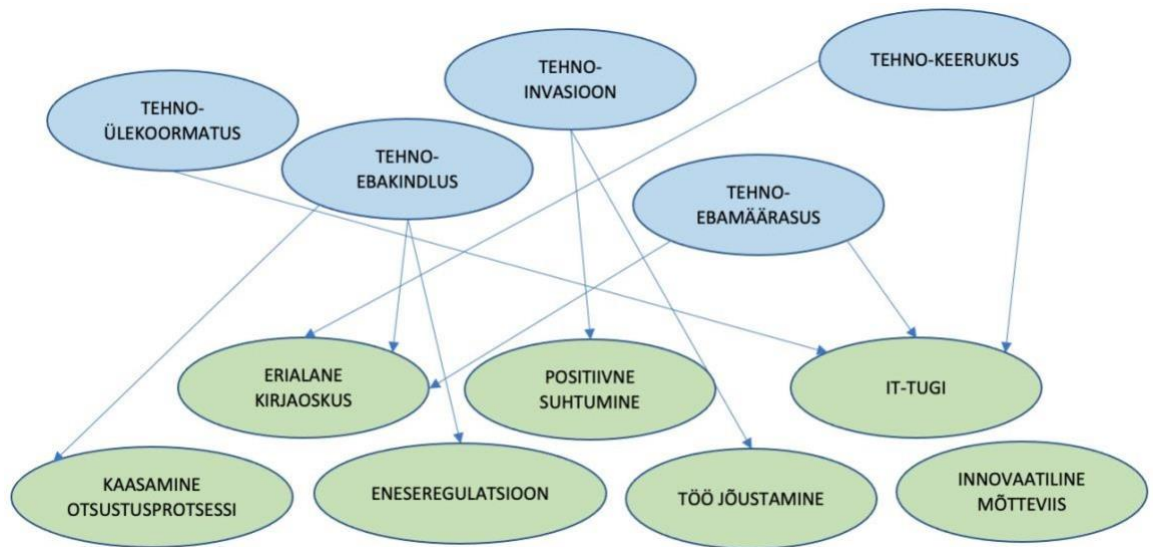 TEHNO-
INVASIOON
TEHNO-KEERUKUS
TEHNO-
ÜLEKOORMATUS
TEHNO-
EBAKINDLUS
TEHNO-
EBAMÄÄRASUS
ERIALANE
KIRJAOSKUS
POSITIIVNE
SUHTUMINE
IT-TUGI
KAASAMINE
OTSUSTUSPROTSESSI
ENESEREGULATSIOON
TÖÖ JÕUSTAMINE
INNOVAATILINE
MÕTTEVIIS